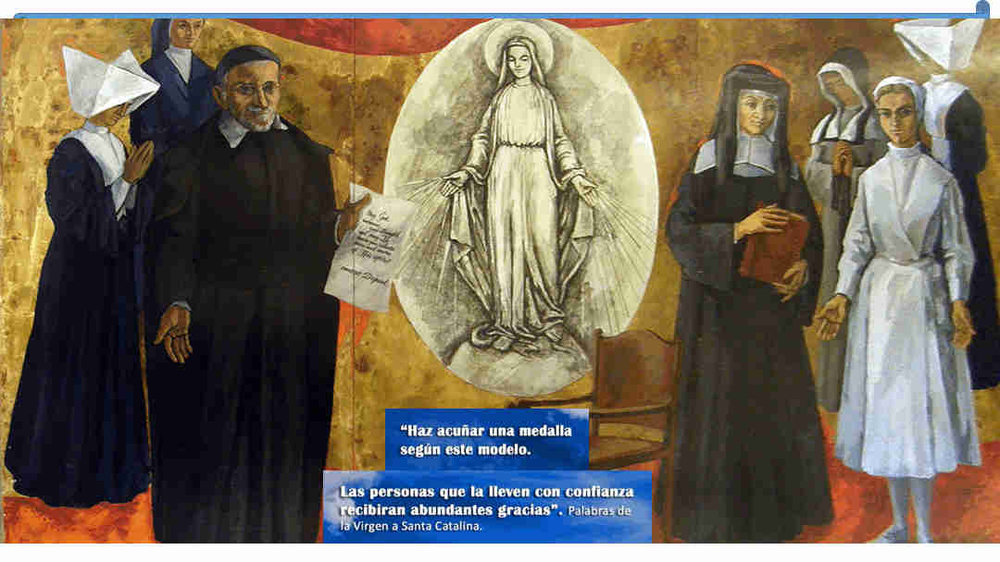 “Haz acuñar una medalla
según este modelo.
Las personas que la lleven con confianza
recibiran abundantes gracias”. Palabras de
la Virgen a Santa Catalina.